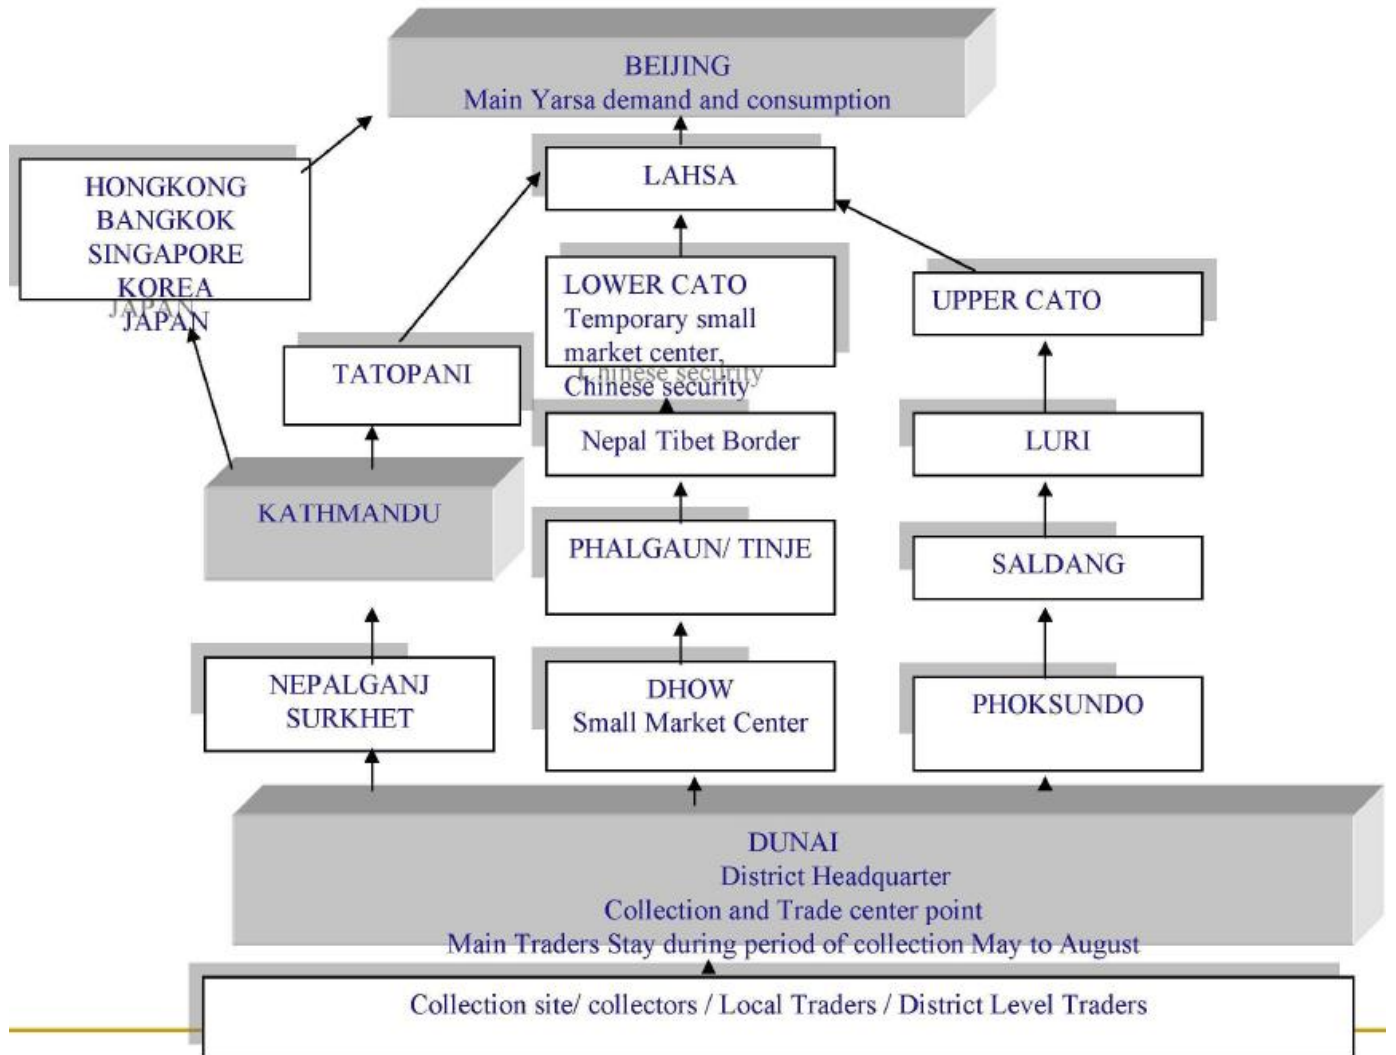 BEIJING
Main Yarsa demand and consumption
HONGKONG
BANGKOK
SINGAPORE
KOREA
JAPAN
LAHSA
LOWER CATO
Temporary small
market center,
Chinese security
UPPER CATO
TATOPANI
Nepal Tibet Border
LURI
KATHMANDU
PHALGAUN/ TINJE
SALDANG
NEPALGANJ
SURKHET
DHOW
Small Market Center
PHOKSUNDO
DUNAI
District Headquarter
Collection and Trade center point
Main Traders Stay during period of collection May to August
Collection site/ collectors / Local Traders / District Level Traders